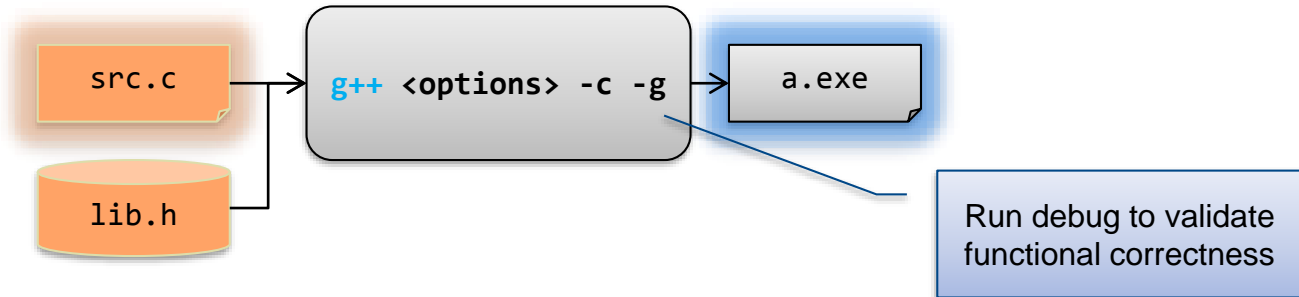 src.c
g++ <options> -c -g
a.exe
lib.h
Run debug to validate
functional correctness